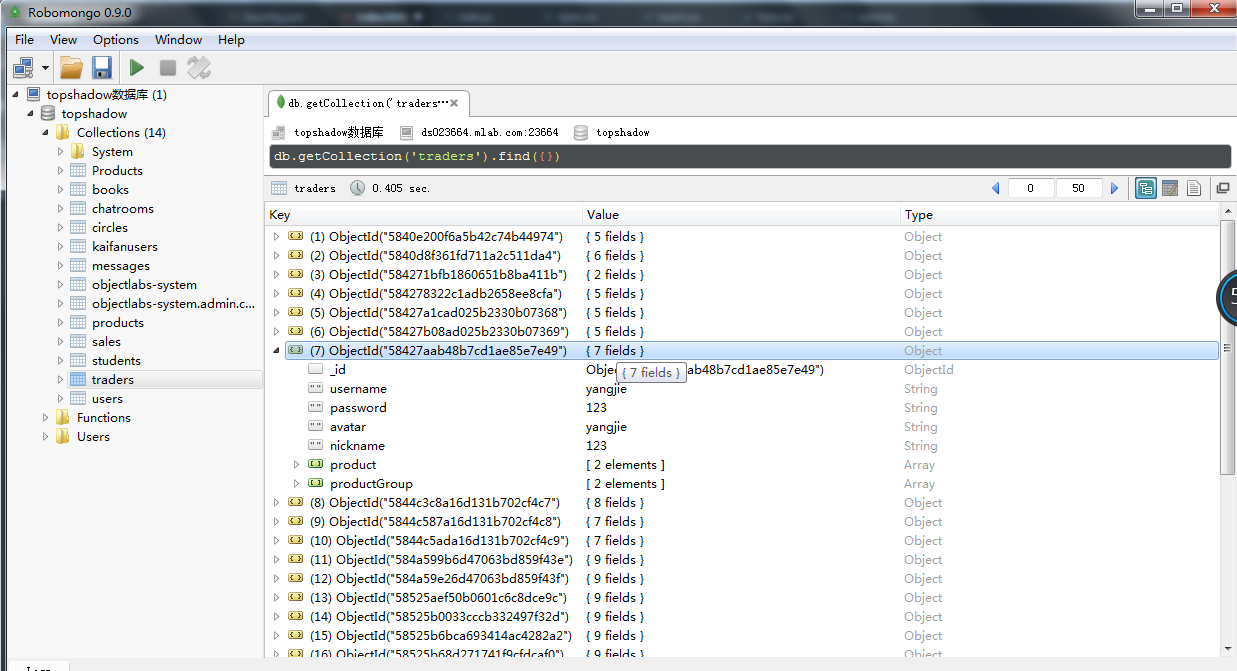 Robomongo 0.9.0
File View Options Window Help
topshadow数据库 (1)
topshadow
Collections (14)
System
Products
books
chatrooms
circles
kaifanusers
messages
objectlabs-system
objectlabs-system.admin.c...
products
sales
students
traders
users
Functions
Users
db.getCollection('traders…
topshadow数据库 ds023664.mlab.com:23664 topshadow
db.getCollection('traders').find({})
traders 0.405 sec. 0 50
Key Value Type
(1) ObjectId("5840e200f6a5b42c74b44974") { 5 fields } Object
(2) ObjectId("5840d8f361fd711a2c511da4") { 6 fields } Object
(3) ObjectId("584271bfb1860651b8ba411b") { 2 fields } Object
(4) ObjectId("584278322c1adb2658ee8cfa") { 5 fields } Object
(5) ObjectId("58427a1cad025b2330b07368") { 5 fields } Object
(6) ObjectId("58427b08ad025b2330b07369") { 5 fields } Object
(7) ObjectId("58427aab48b7cd1ae85e7e49") { 7 fields } Object
_id ab48b7cd1ae85e7e49") ObjectId
{ 7 fields }
username yangjie String
password 123 String
avatar yangjie String
nickname 123 String
product [ 2 elements ] Array
productGroup [ 2 elements ] Array
(8) ObjectId("5844c3c8a16d131b702cf4c7") { 8 fields } Object
(9) ObjectId("5844c587a16d131b702cf4c8") { 7 fields } Object
(10) ObjectId("5844c5ada16d131b702cf4c9") { 7 fields } Object
(11) ObjectId("584a599b6d47063bd859f43e") { 9 fields } Object
(12) ObjectId("584a59e26d47063bd859f43f") { 9 fields } Object
(13) ObjectId("58525aef50b0601c6c8dce9c") { 9 fields } Object
(14) ObjectId("58525b0033cccb332497f32d") { 9 fields } Object
(15) ObjectId("58525b6bca693414ac4282a2") { 9 fields } Object
(16) ObjectId("58525b68d271741f9cfdcaf0") { 9 fields } Object